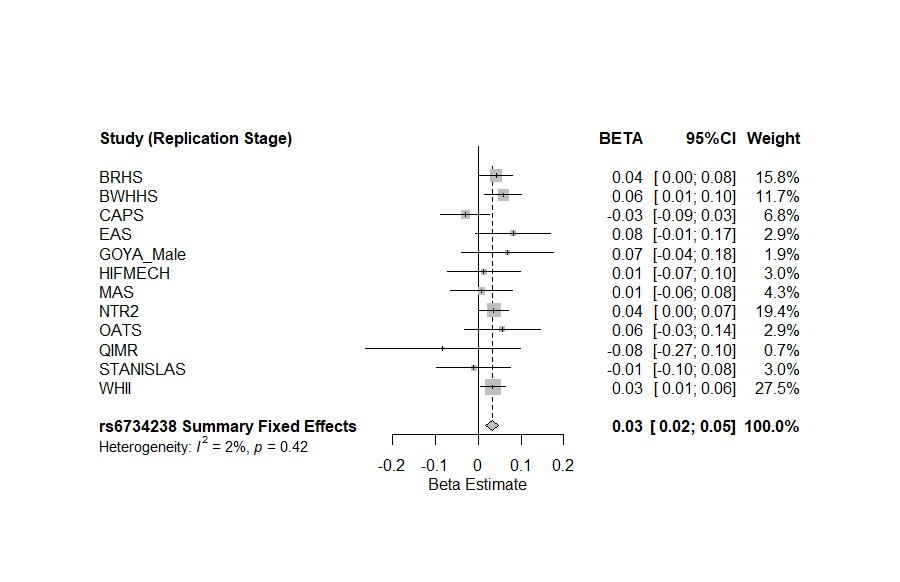 Study (Replication Stage) BETA 95%CI Weight
BRHS 0.04 [ 0.00; 0.08] 15.8%
BWHHS 0.06 [ 0.01; 0.10] 11.7%
CAPS -0.03 [-0.09; 0.03] 6.8%
EAS 0.08 [-0.01; 0.17] 2.9%
GOYA_Male 0.07 [-0.04; 0.18] 1.9%
HIFMECH 0.01 [-0.07; 0.10] 3.0%
MAS 0.01 [-0.06; 0.08] 4.3%
NTR2 0.04 [ 0.00; 0.07] 19.4%
OATS 0.06 [-0.03; 0.14] 2.9%
QIMR -0.08 [-0.27; 0.10] 0.7%
STANISLAS -0.01 [-0.10; 0.08] 3.0%
WHII 0.03 [ 0.01; 0.06] 27.5%
rs6734238 Summary Fixed Effects 0.03 [ 0.02; 0.05] 100.0%
Heterogeneity: I² = 2%, p = 0.42
-0.2 -0.1 0 0.1 0.2
Beta Estimate